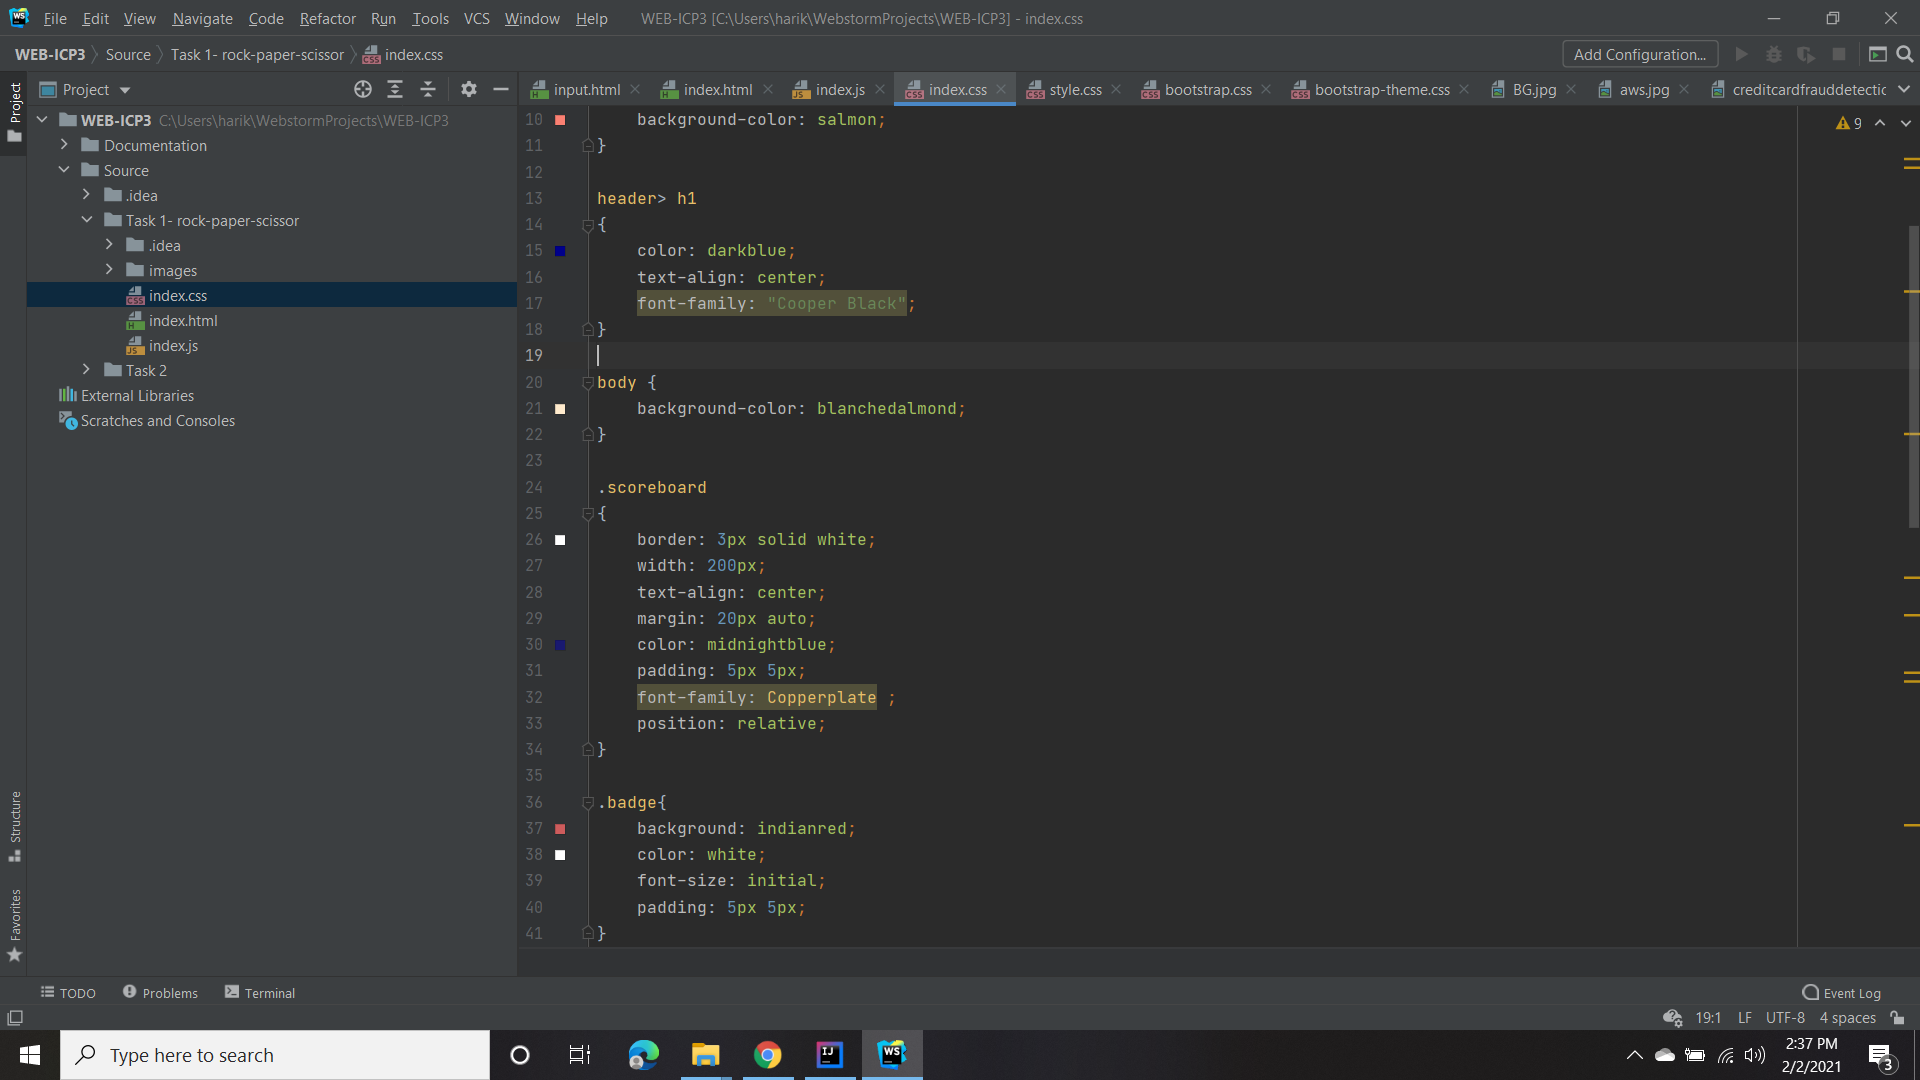 File Edit View Navigate Code Refactor Run Tools VCS Window Help WEB-ICP3 [C:\Users\harik\WebstormProjects\WEB-ICP3] - index.css
WEB-ICP3 Source Task 1- rock-paper-scissor index.css Add Configuration...
Project input.html index.html index.js index.css style.css bootstrap.css bootstrap-theme.css BG.jpg aws.jpg creditcardfrauddetectic
Project
WEB-ICP3 C:\Users\harik\WebstormProjects\WEB-ICP3
Documentation
Source
.idea
Task 1- rock-paper-scissor
.idea
images
index.css
index.html
index.js
Task 2
External Libraries
Scratches and Consoles
Structure
Favorites
9
10 background-color: salmon;
11 }
12
13 header> h1
14 {
15 color: darkblue;
16 text-align: center;
17 font-family: "Cooper Black";
18 }
19
20 body {
21 background-color: blanchedalmond;
22 }
23
24 .scoreboard
25 {
26 border: 3px solid white;
27 width: 200px;
28 text-align: center;
29 margin: 20px auto;
30 color: midnightblue;
31 padding: 5px 5px;
32 font-family: Copperplate ;
33 position: relative;
34 }
35
36 .badge{
37 background: indianred;
38 color: white;
39 font-size: initial;
40 padding: 5px 5px;
41 }
TODO Problems Terminal Event Log
19:1 LF UTF-8 4 spaces
Type here to search
2:37 PM
2/2/2021
3